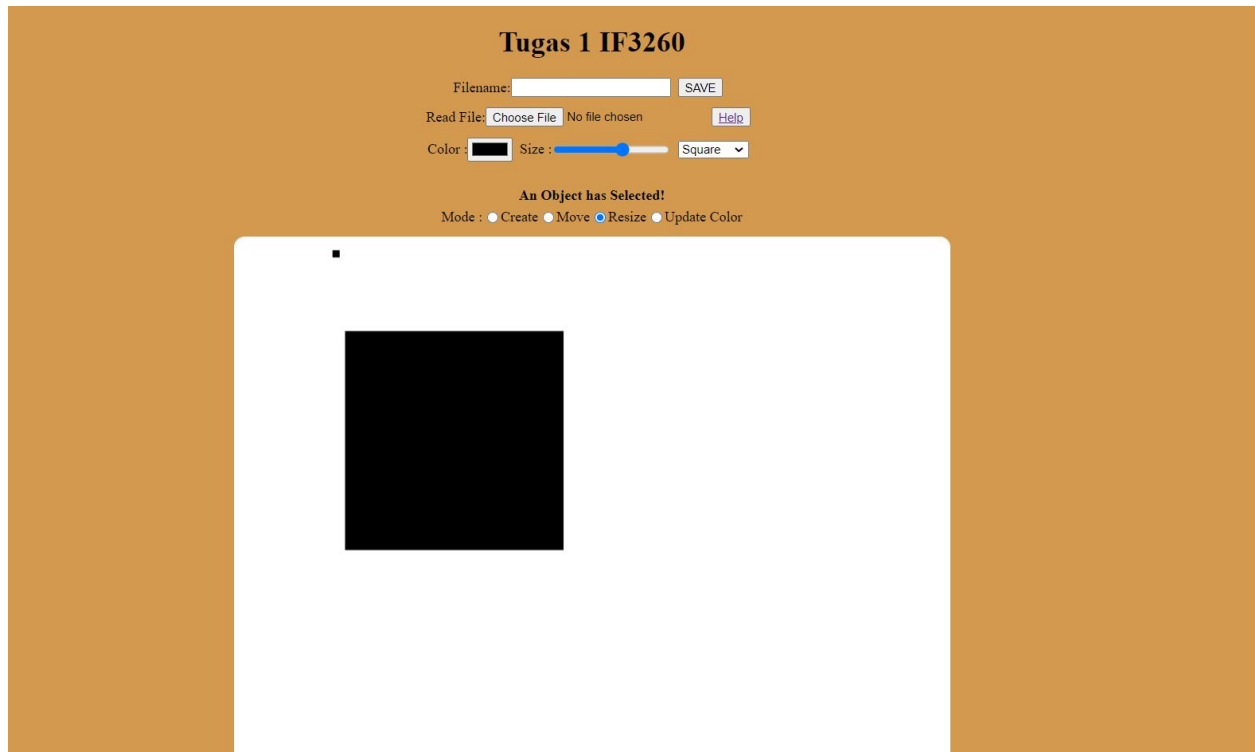 Tugas 1 IF3260
Filename: SAVE
Read File: Choose File No file chosen Help
Color : Size : Square
An Object has Selected!
Mode : Create Move Resize Update Color